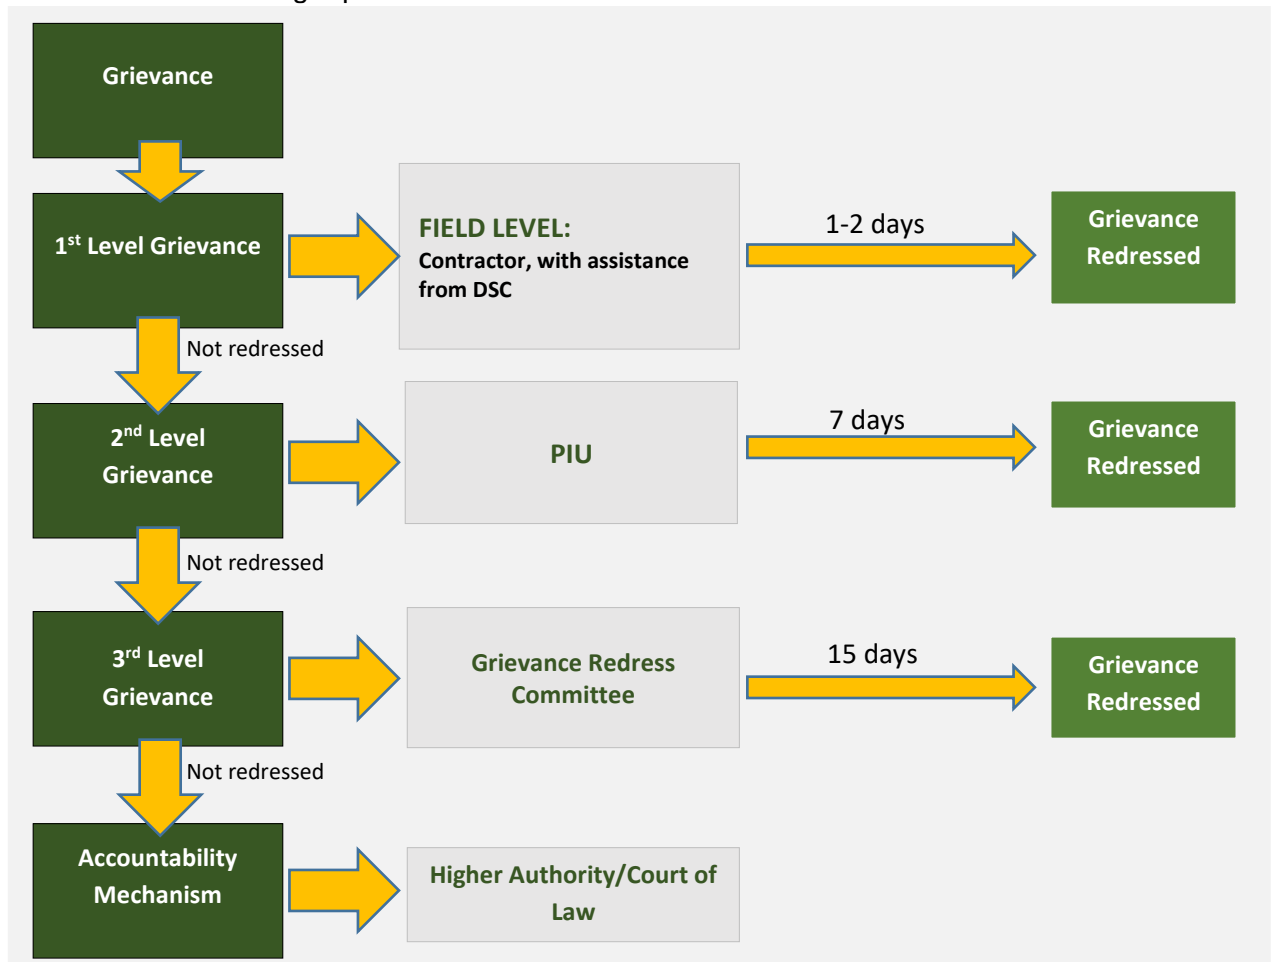 Grievance
1st Level Grievance
FIELD LEVEL:
Contractor, with assistance
from DSC
1-2 days
Grievance
Redressed
Not redressed
2nd Level
Grievance
PIU
7 days
Grievance
Redressed
Not redressed
3rd Level
Grievance
Grievance Redress
Committee
15 days
Grievance
Redressed
Not redressed
Accountability
Mechanism
Higher Authority/Court of
Law